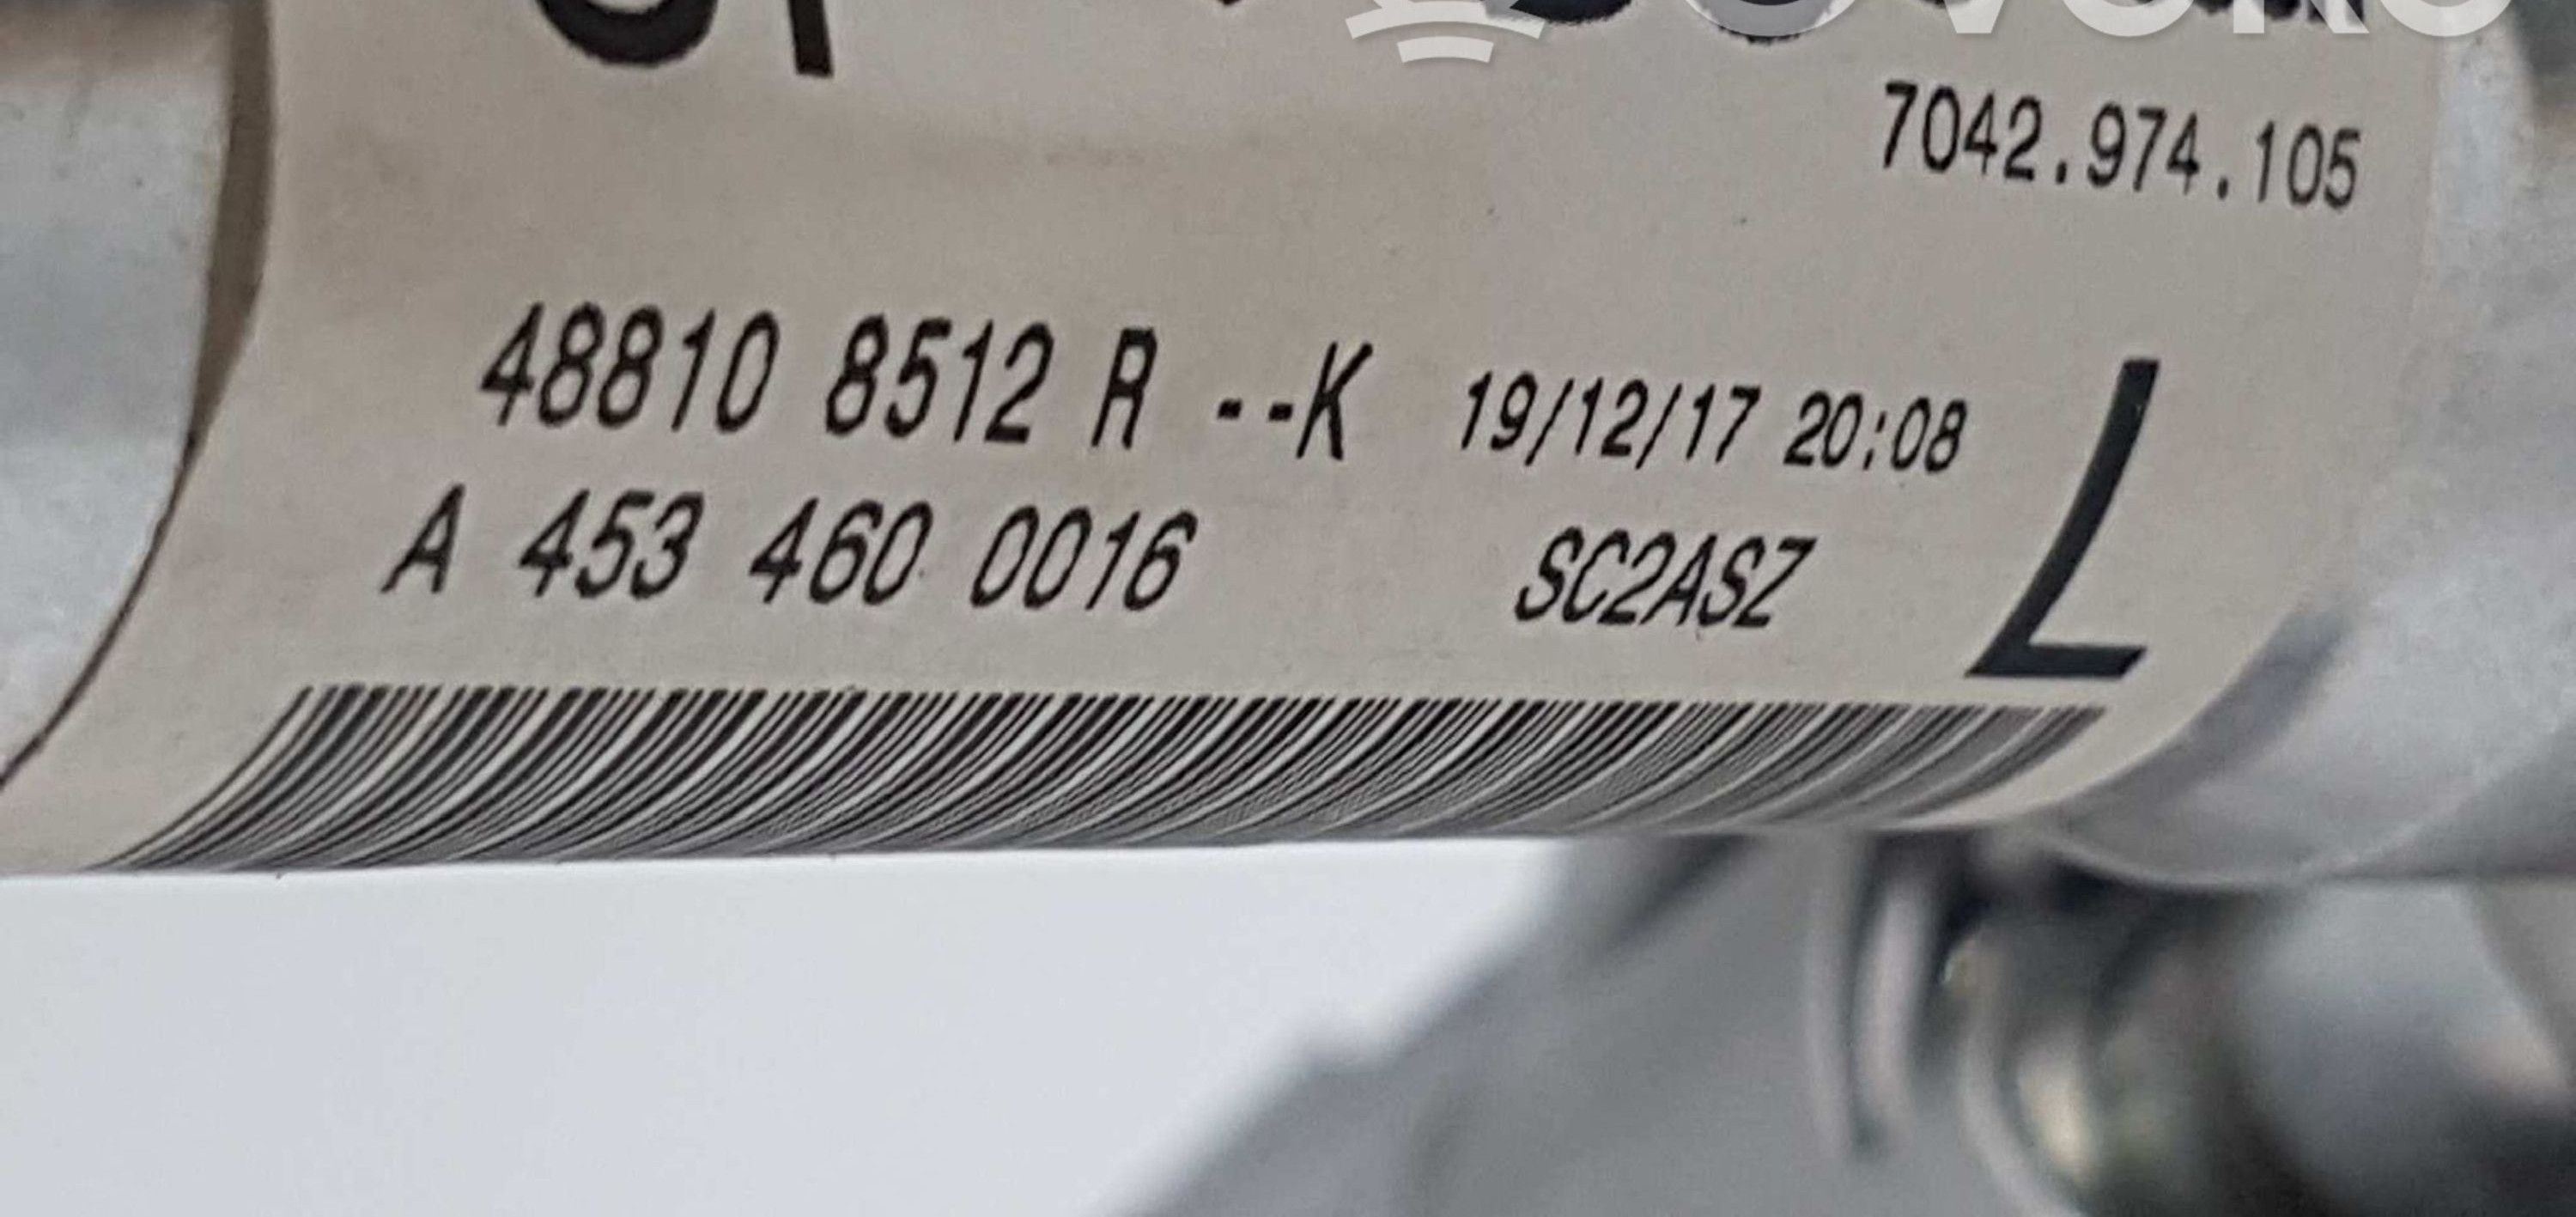 7042.974.105
48810 8512 R --K 19/12/17 20:08
A 453 460 0016 SC2ASZ L